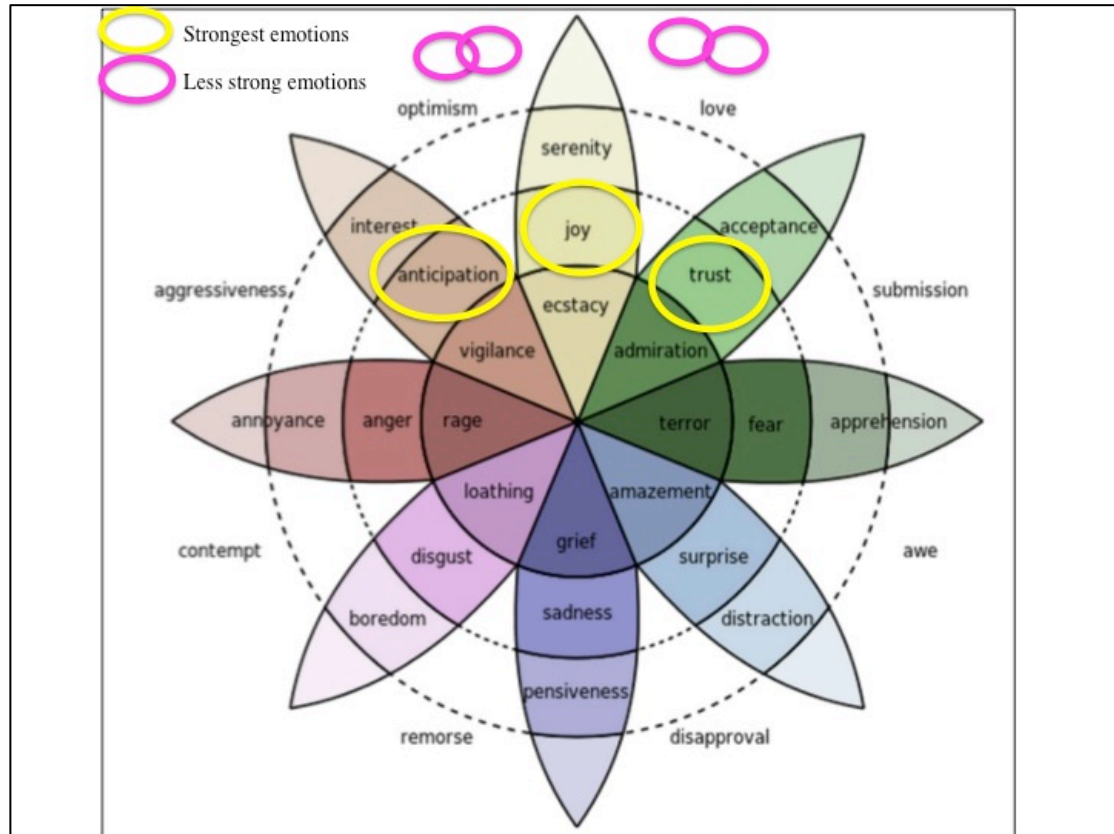 Strongest emotions
Less strong emotions
optimism
love
serenity
interest
joy
acceptance
anticipation
trust
aggressiveness
submission
ecstacy
vigilance
admiration
annoyance
anger
rage
terror
fear
apprehension
loathing
amazement
grief
contempt
disgust
surprise
awe
boredom
sadness
distraction
pensiveness
remorse
disapproval